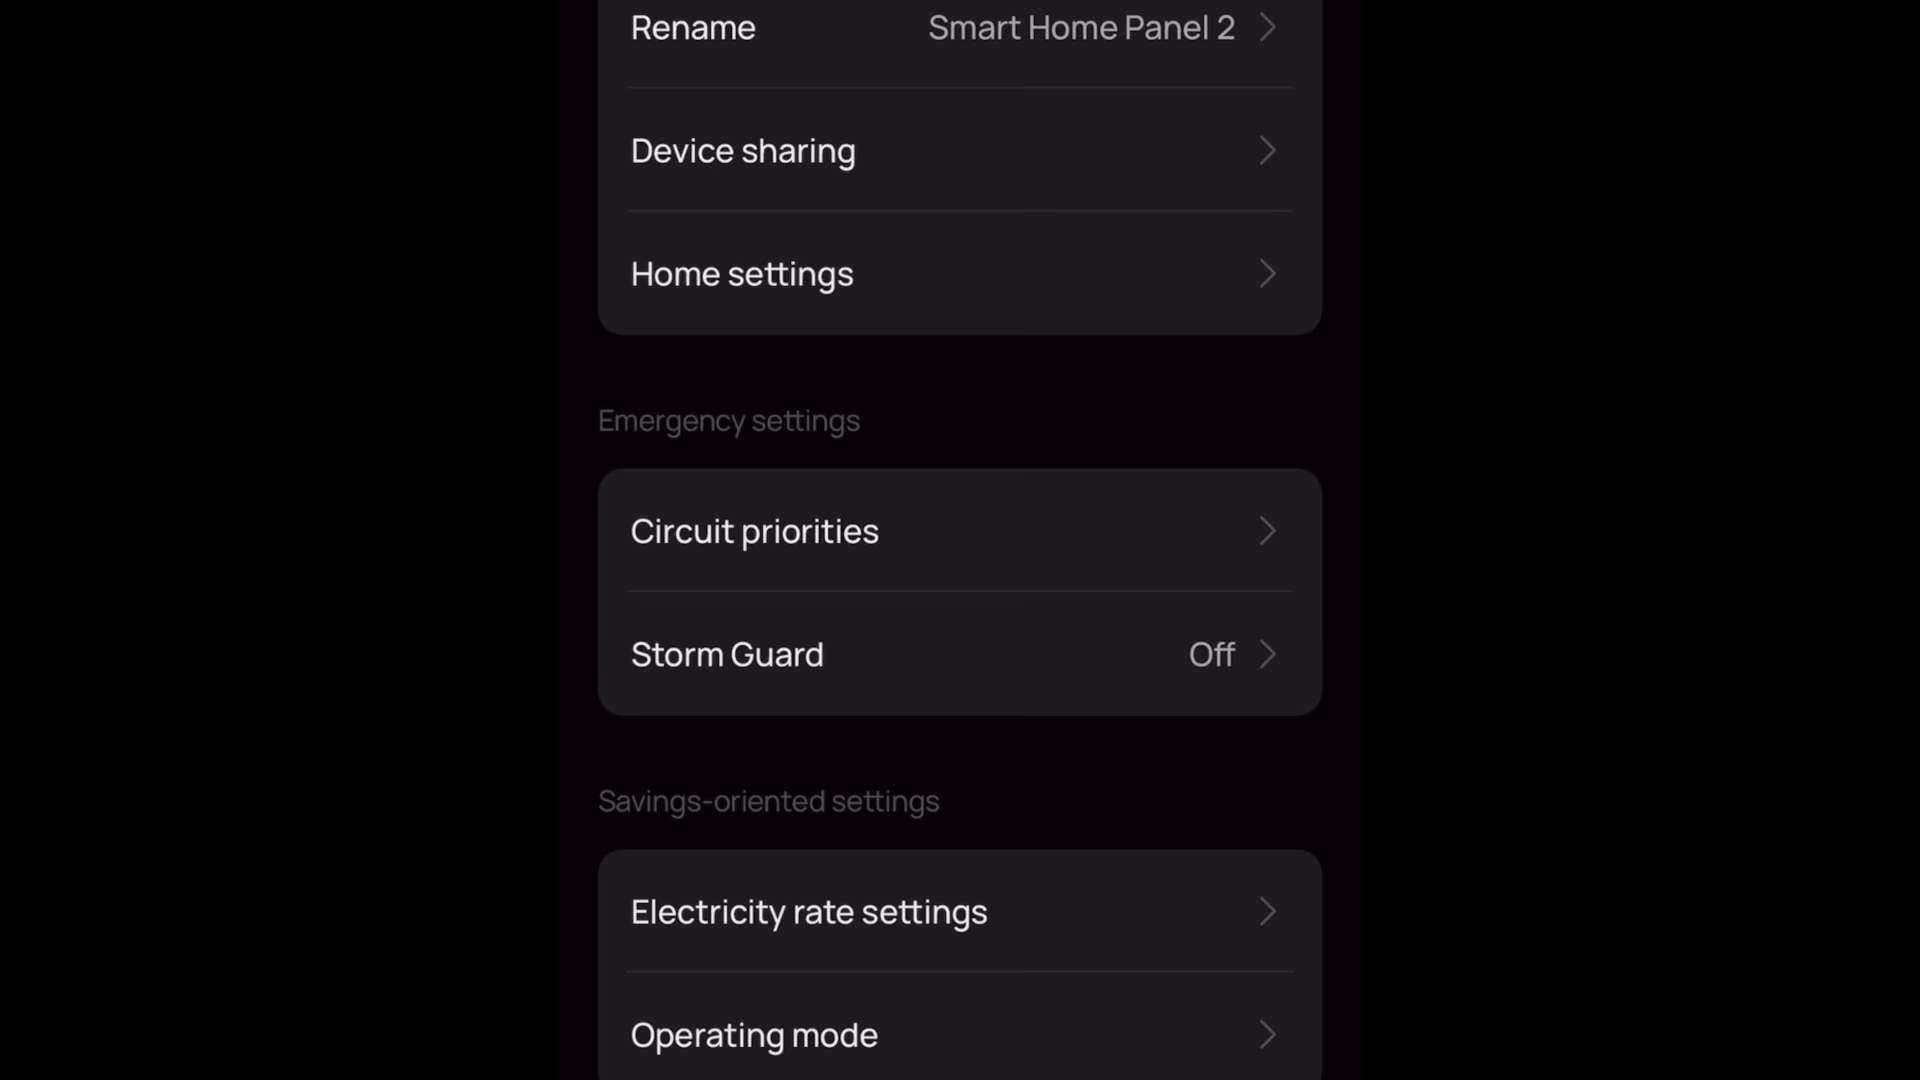 Rename Smart Home Panel 2
Device sharing
Home settings
Emergency settings
Circuit priorities
Storm Guard Off
Savings-oriented settings
Electricity rate settings
Operating mode